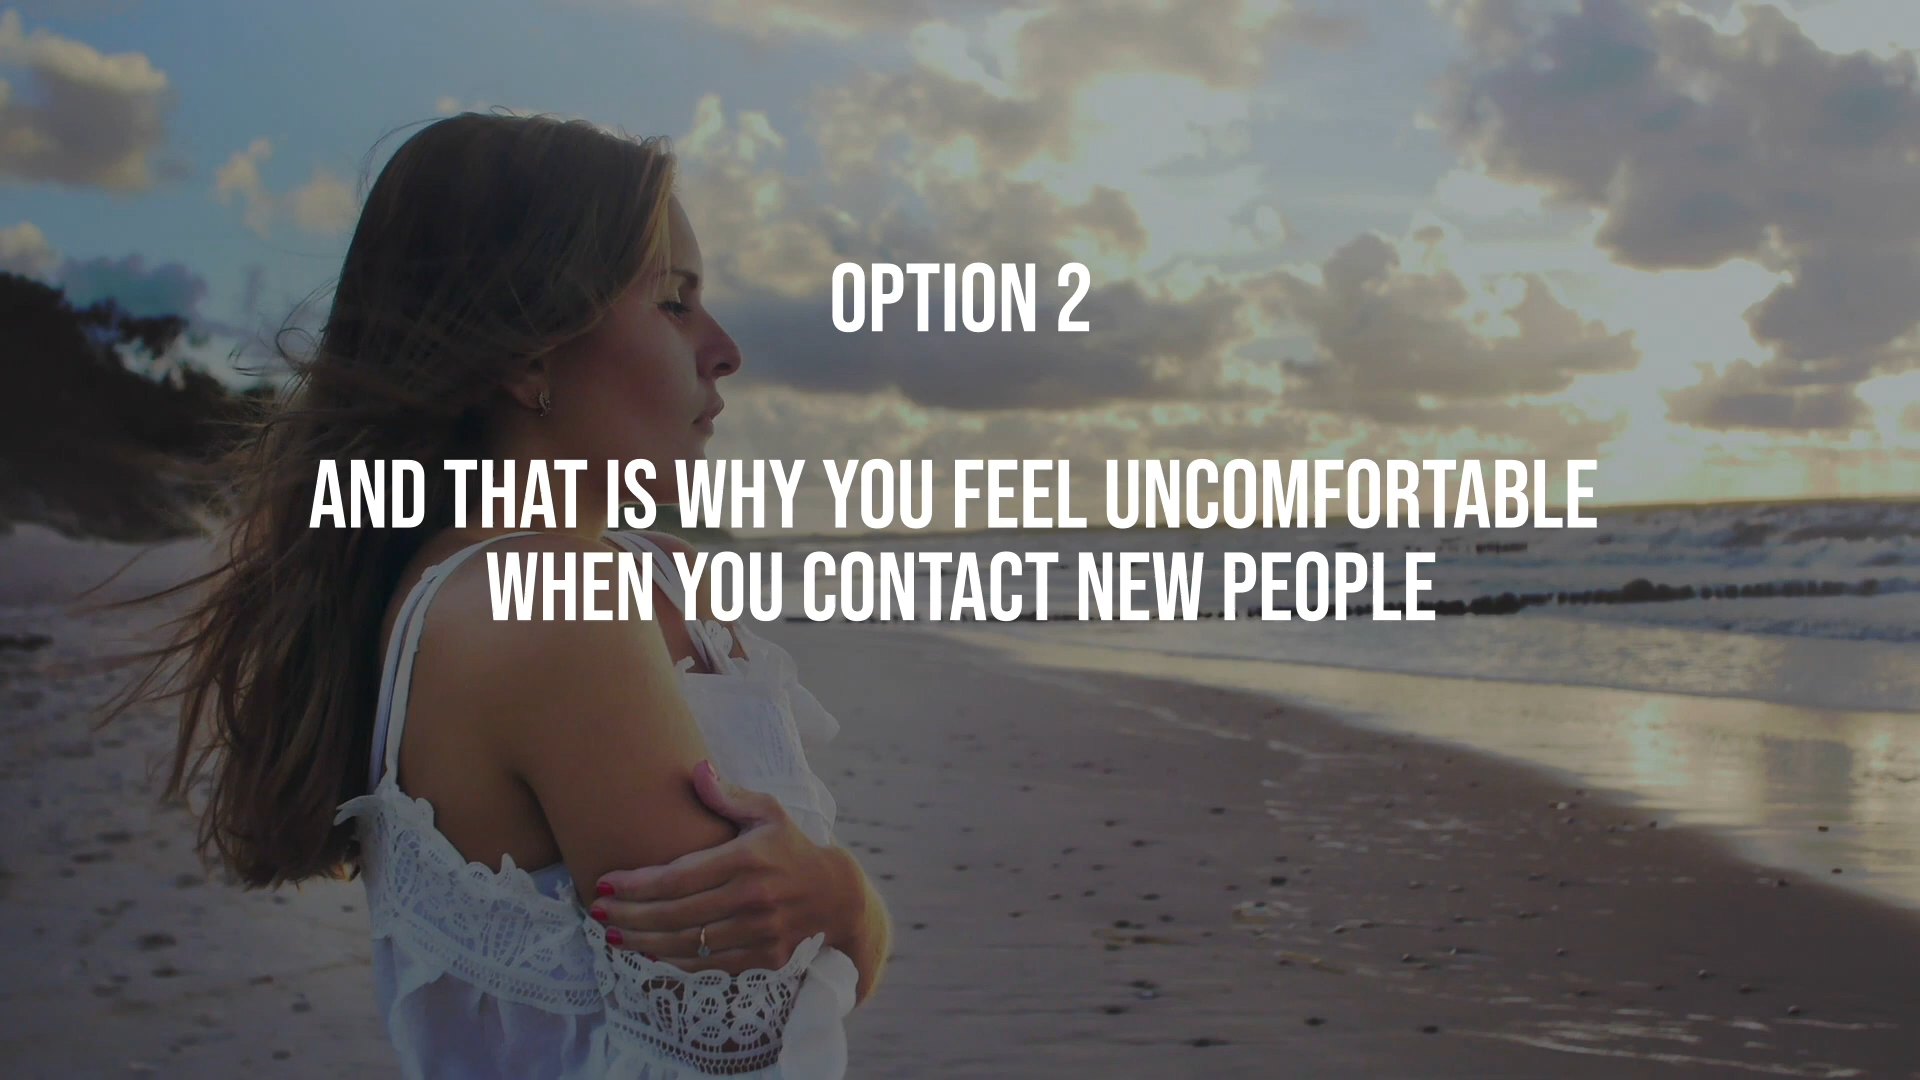 OPTION 2
AND THAT IS WHY YOU FEEL UNCOMFORTABLE
WHEN YOU CONTACT NEW PEOPLE